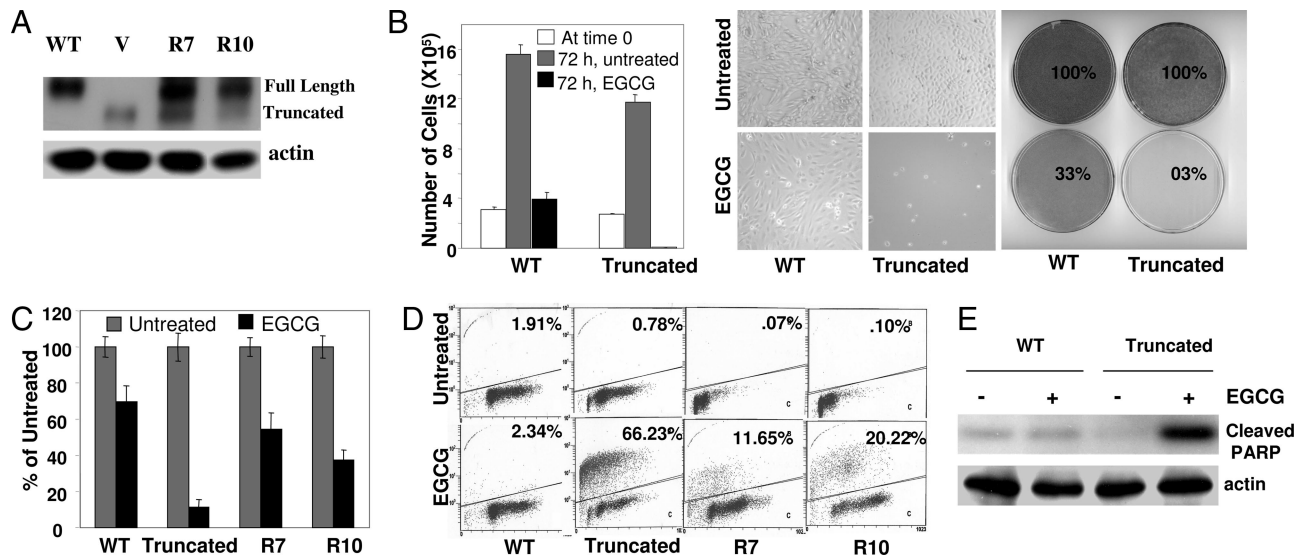 A
WT V R7 R10
Full Length
Truncated
actin
B
Number of Cells (X10⁵)
16
12
8
4
0
At time 0
72 h, untreated
72 h, EGCG
WT Truncated
Untreated
EGCG
WT Truncated
100% 100%
33% 03%
WT Truncated
C
% of Untreated
120
100
80
60
40
20
0
Untreated EGCG
WT Truncated R7 R10
D
Untreated
1.91% 0.78% .07% .10%
C C
EGCG
2.34% 66.23% 11.65% 20.22%
C C C
1023
WT Truncated R7 R10
E
WT Truncated
- + - + EGCG
Cleaved
PARP
actin